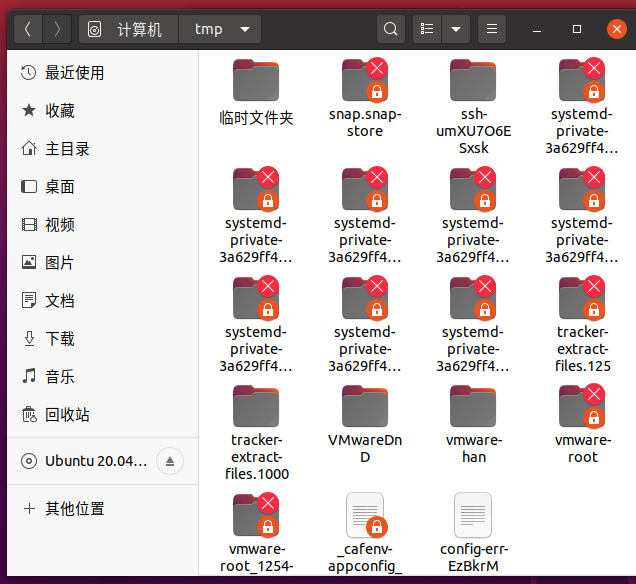 计算机
tmp
最近使用
收藏
主目录
桌面
视频
图片
文档
下载
音乐
回收站
Ubuntu 20.04…
其他位置
临时文件夹
snap.snap-
store
ssh-
umXU7O6E
Sxsk
systemd-
private-
3a629ff4…
systemd-
private-
3a629ff4…
systemd-
private-
3a629ff4…
systemd-
private-
3a629ff4…
systemd-
private-
3a629ff4…
systemd-
private-
3a629ff4…
systemd-
private-
3a629ff4…
systemd-
private-
3a629ff4…
tracker-
extract-
files.125
tracker-
extract-
files.1000
VMwareDn
D
vmware-
han
vmware-
root
vmware-
root_1254-
_cafenv-
appconfig_
config-err-
EzBkrM